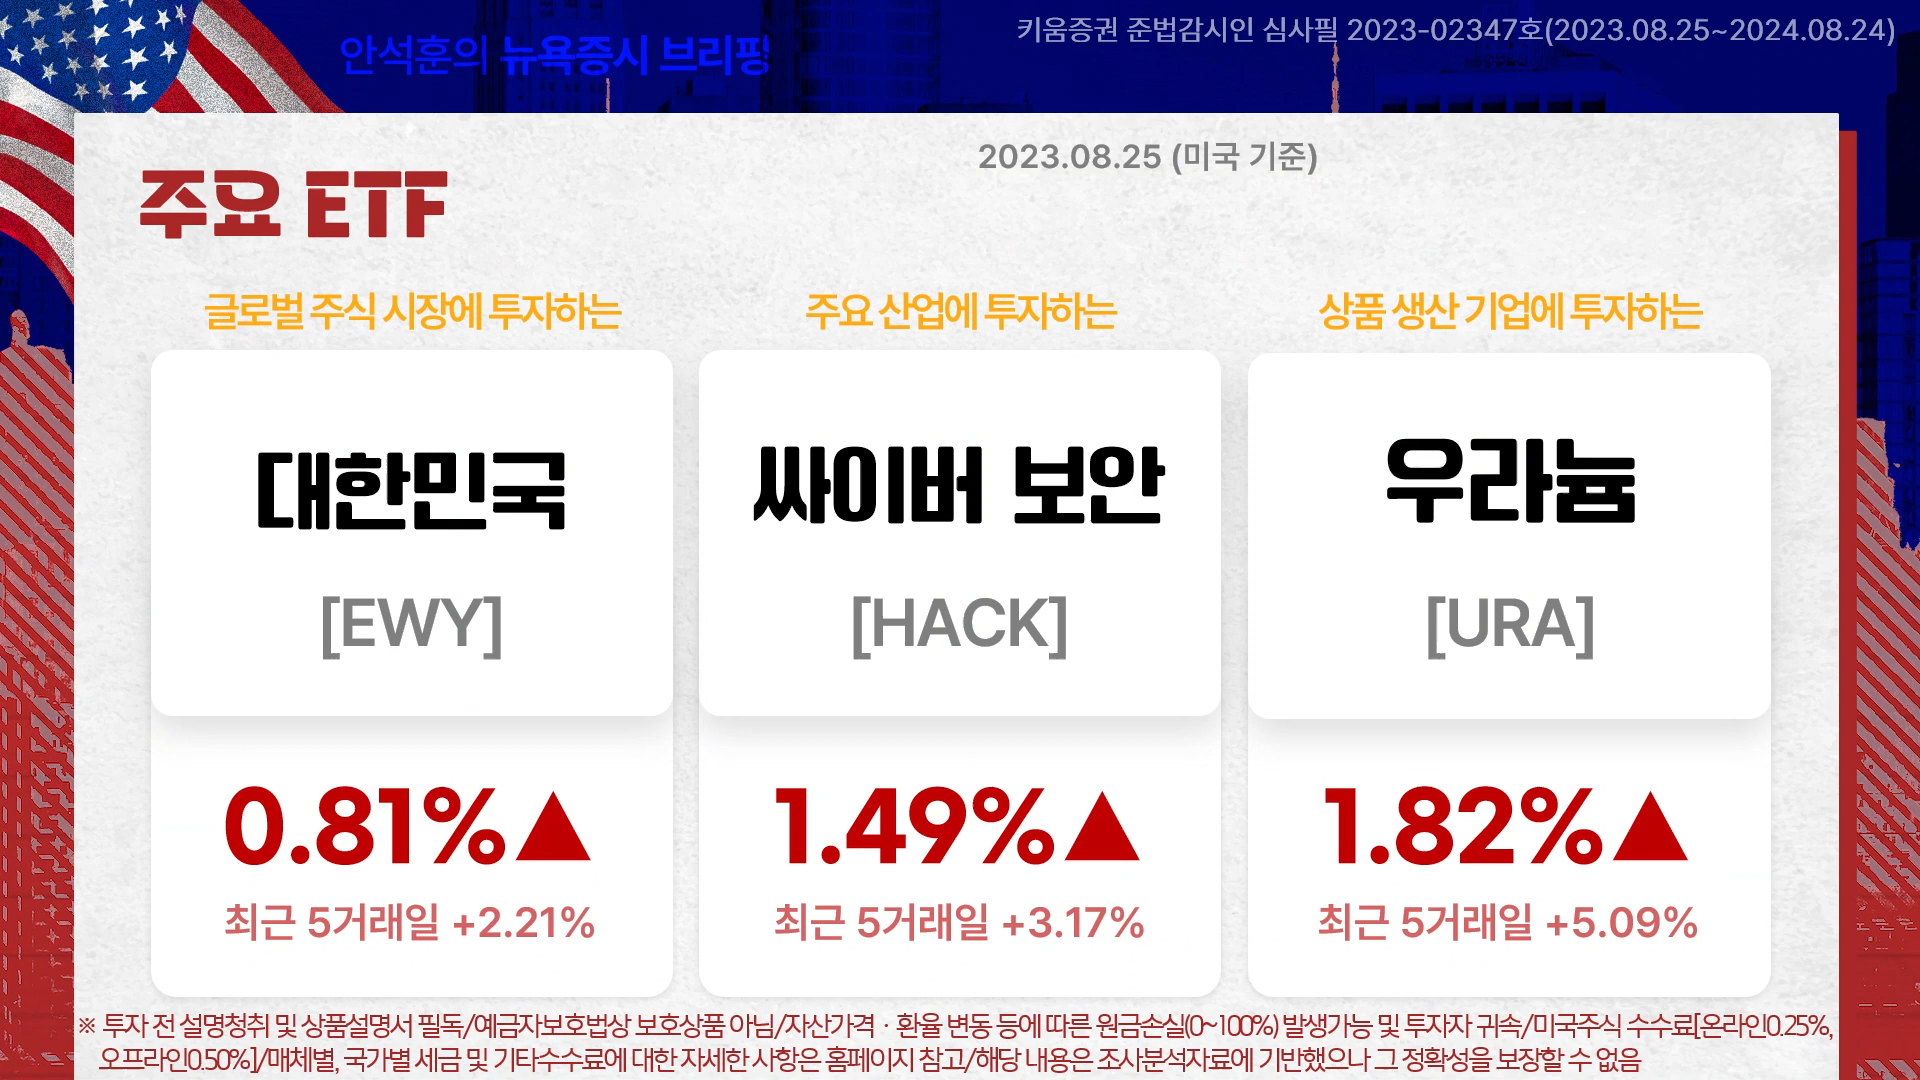 안석훈의 뉴욕증시 브리핑
키움증권 준법감시인 심사필 2023-02347호(2023.08.25~2024.08.24)
2023.08.25 (미국 기준)
주요 ETF
글로벌 주식 시장에 투자하는
대한민국
[EWY]
0.81%▲
최근 5거래일 +2.21%
주요 산업에 투자하는
싸이버 보안
[HACK]
1.49%▲
최근 5거래일 +3.17%
상품 생산 기업에 투자하는
우라늄
[URA]
1.82%▲
최근 5거래일 +5.09%
※ 투자 전 설명청취 및 상품설명서 필독/예금자보호법상 보호상품 아님/자산가격 · 환율 변동 등에 따른 원금손실(0~100%) 발생가능 및 투자자 귀속/미국주식 수수료[온라인0.25%,
오프라인0.50%]/매체별, 국가별 세금 및 기타수수료에 대한 자세한 사항은 홈페이지 참고/해당 내용은 조사분석자료에 기반했으나 그 정확성을 보장할 수 없음